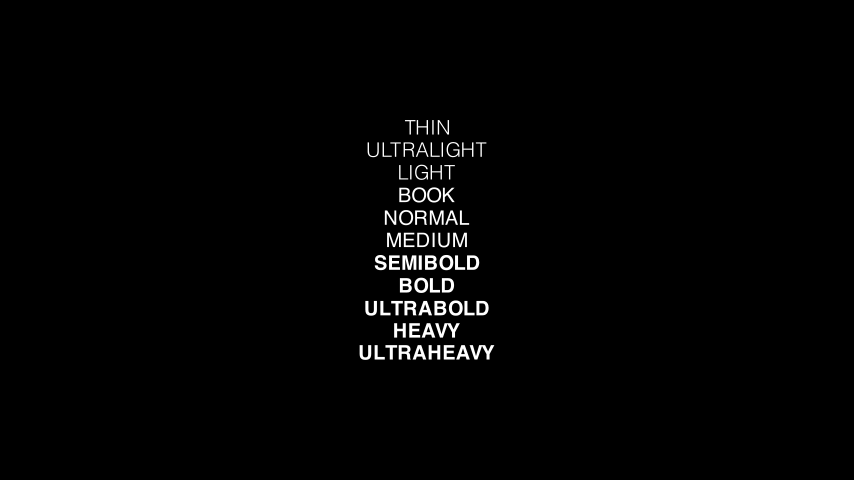 THIN
ULTRALIGHT
LIGHT
BOOK
NORMAL
MEDIUM
SEMIBOLD
BOLD
ULTRABOLD
HEAVY
ULTRAHEAVY